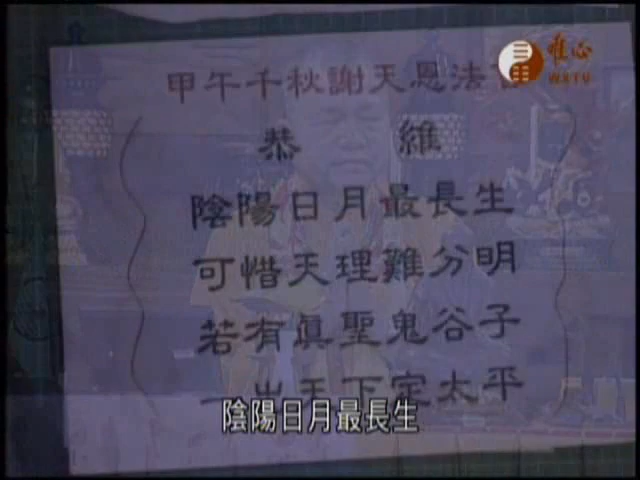 唯心
WXTV
甲午千秋謝天恩法
恭維
陰陽日月最長生
可惜天理難分明
若有眞聖鬼谷子
出天下定太平
陰陽日月最長生